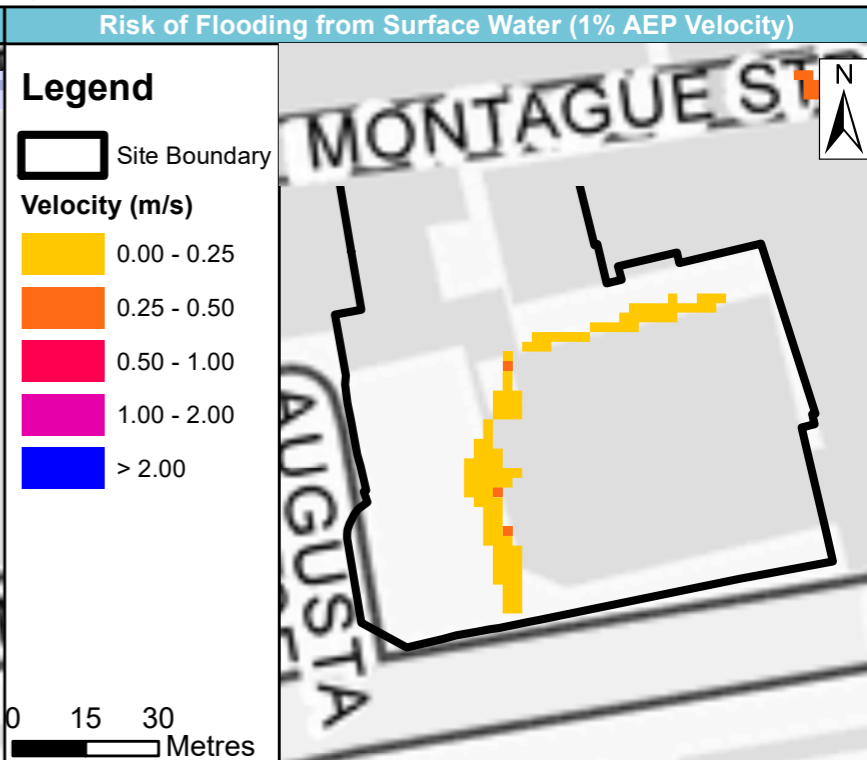 Risk of Flooding from Surface Water (1% AEP Velocity)
Legend
Site Boundary
Velocity (m/s)
0.00 - 0.25
0.25 - 0.50
0.50 - 1.00
1.00 - 2.00
> 2.00
0 15 30
Metres
MONTAGUE ST
N
AUGUSTA